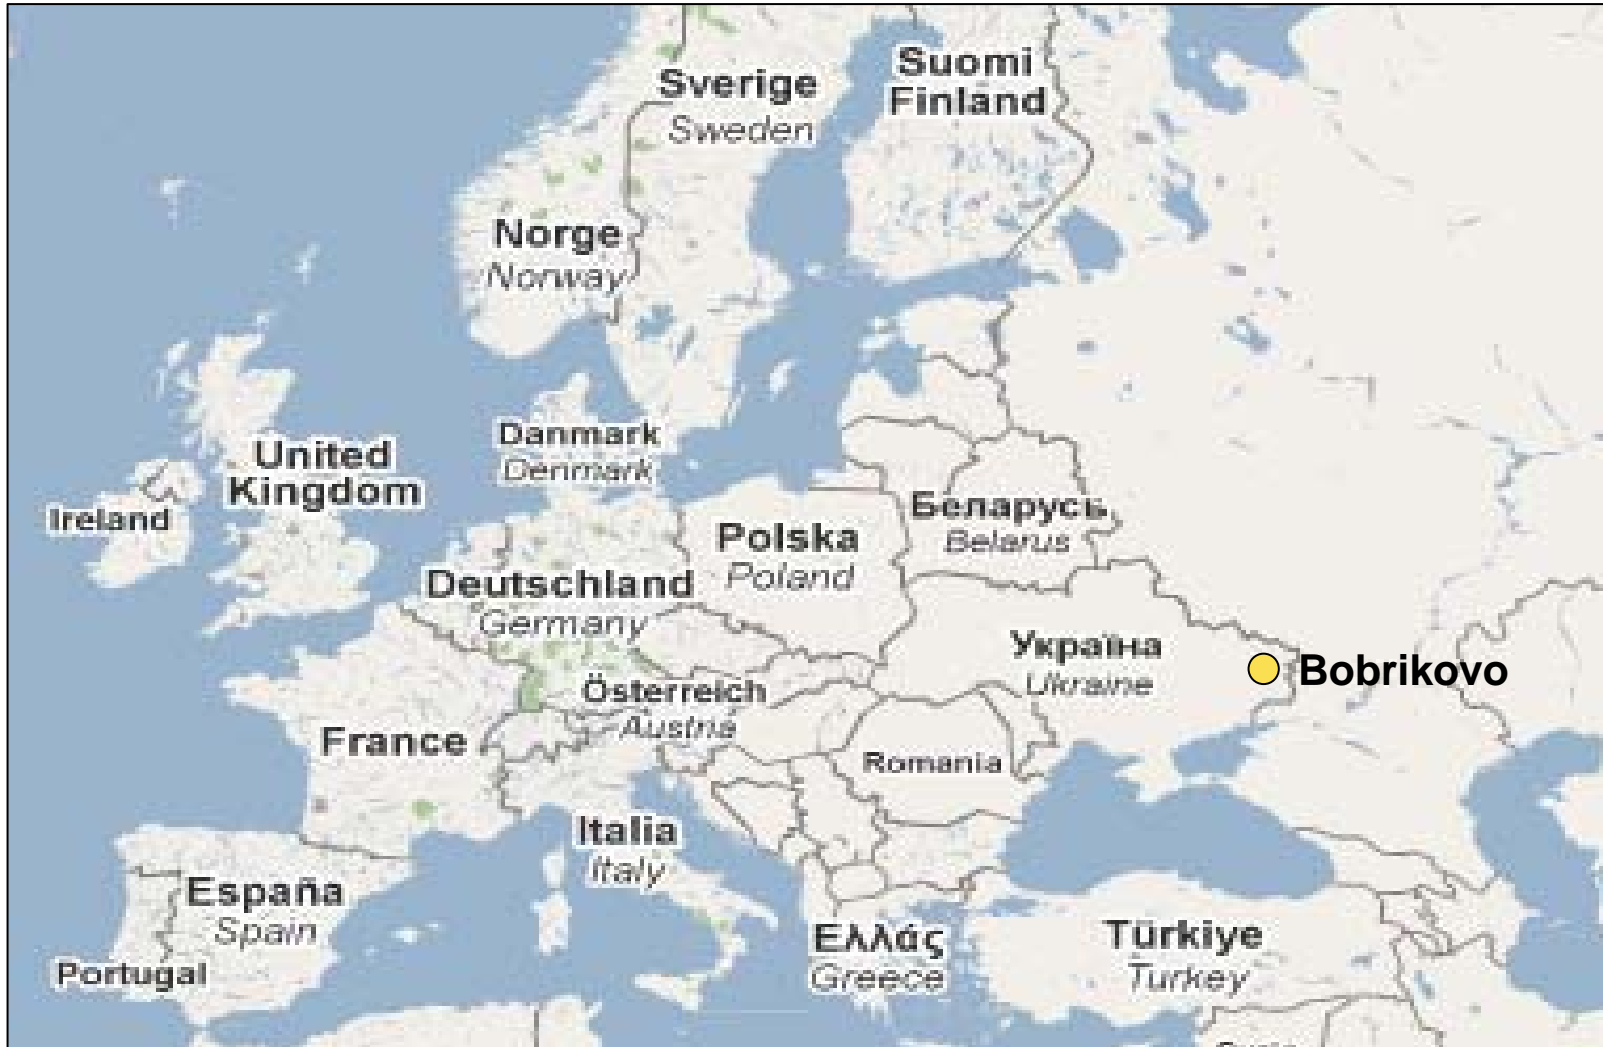 Suomi
Finland
Sverige
Sweden
Norge
Norway
Danmark
Denmark
United
Kingdom
Ireland
Беларусь
Belarus
Polska
Poland
Deutschland
Germany
Україна
Ukraine
Bobrikovo
Österreich
Austria
France
Romania
Italia
Italy
España
Spain
Portugal
Ελλάς
Greece
Türkiye
Turkey